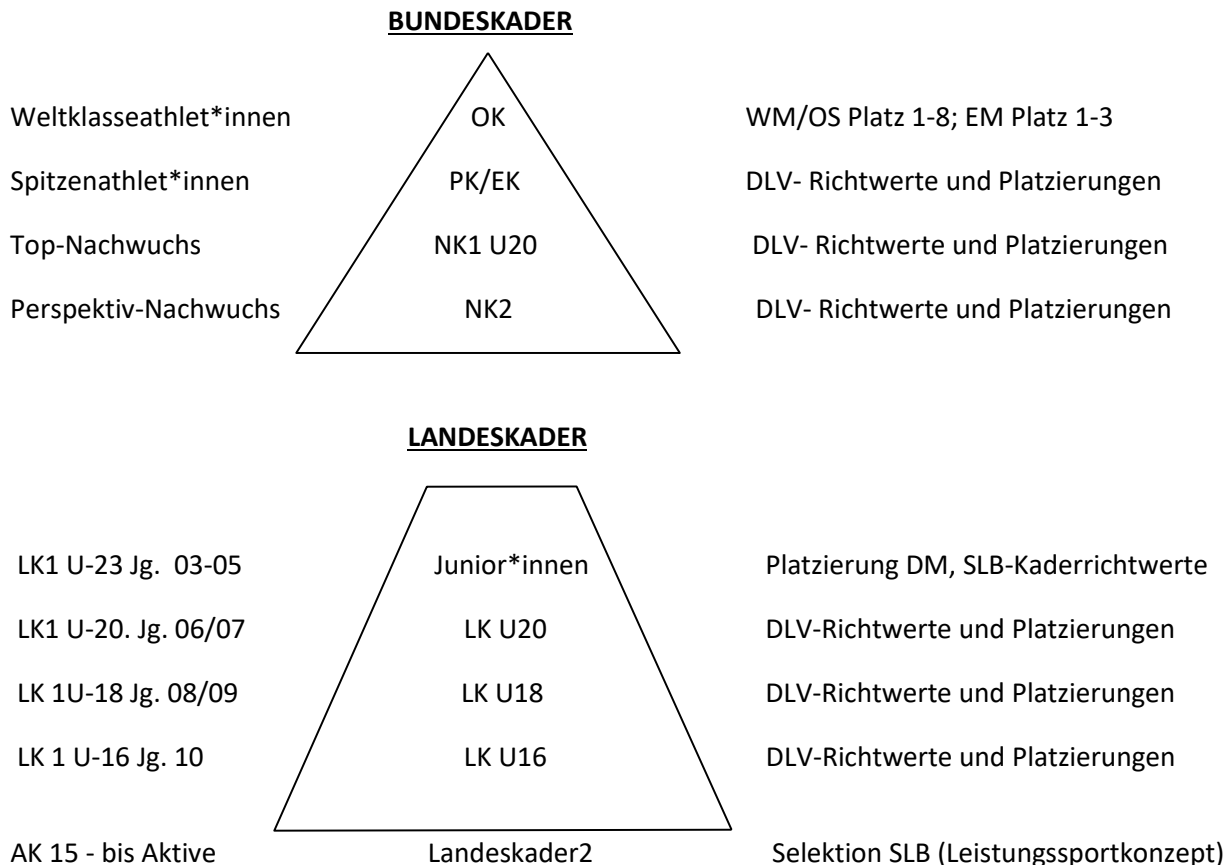 BUNDESKADER
Weltklasseathlet*innen OK WM/OS Platz 1-8; EM Platz 1-3
Spitzenathlet*innen PK/EK DLV- Richtwerte und Platzierungen
Top-Nachwuchs NK1 U20 DLV- Richtwerte und Platzierungen
Perspektiv-Nachwuchs NK2 DLV- Richtwerte und Platzierungen
LANDESKADER
LK1 U-23 Jg. 03-05 Junior*innen Platzierung DM, SLB-Kaderrichtwerte
LK1 U-20. Jg. 06/07 LK U20 DLV-Richtwerte und Platzierungen
LK 1U-18 Jg. 08/09 LK U18 DLV-Richtwerte und Platzierungen
LK 1 U-16 Jg. 10 LK U16 DLV-Richtwerte und Platzierungen
AK 15 - bis Aktive Landeskader2 Selektion SLB (Leistungssportkonzept)